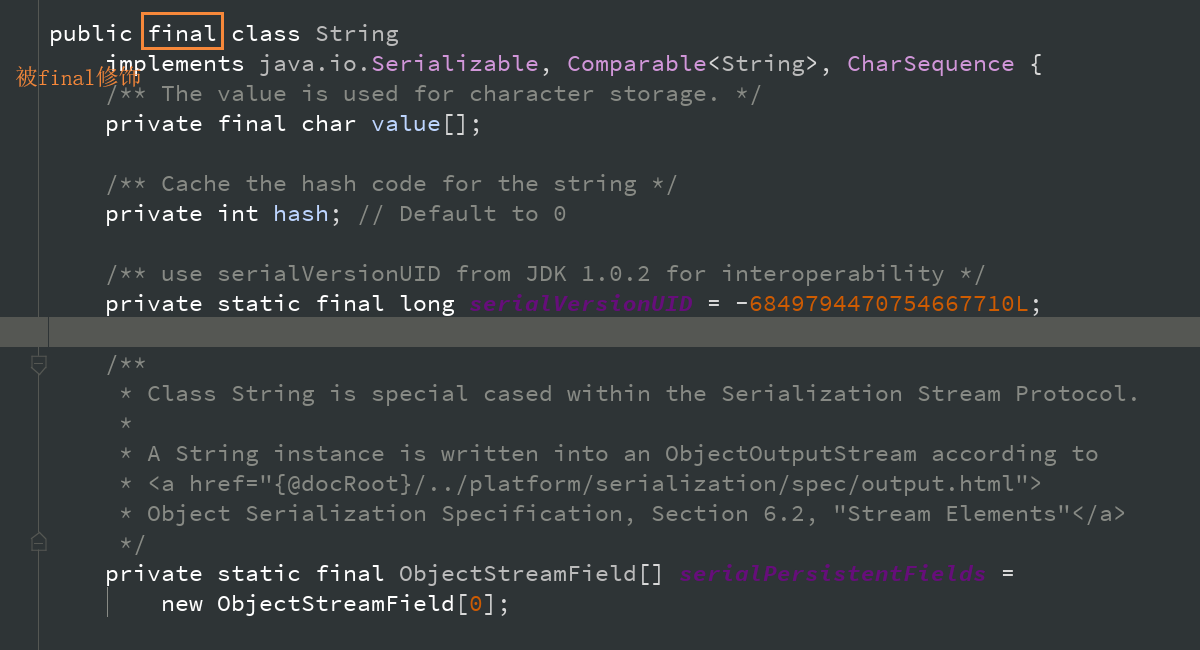 public final class String
implements java.io.Serializable, Comparable<String>, CharSequence {
被final修饰
/** The value is used for character storage. */
private final char value[];
/** Cache the hash code for the string */
private int hash; // Default to 0
/** use serialVersionUID from JDK 1.0.2 for interoperability */
private static final long serialVersionUID = -6849794470754667710L;
/**
* Class String is special cased within the Serialization Stream Protocol.
*
* A String instance is written into an ObjectOutputStream according to
* <a href="{@docRoot}/../platform/serialization/spec/output.html">
* Object Serialization Specification, Section 6.2, "Stream Elements"</a>
*/
private static final ObjectStreamField[] serialPersistentFields =
new ObjectStreamField[0];